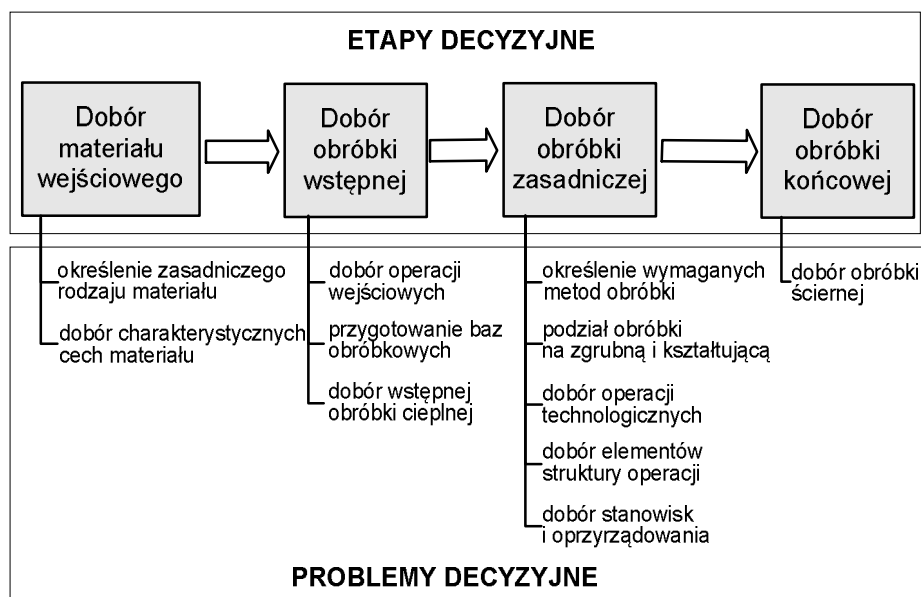 ETAPY DECYZYJNE
Dobór
materiału
wejściowego
Dobór
obróbki
wstępnej
Dobór
obróbki
zasadniczej
Dobór
obróbki
końcowej
określenie zasadniczego
rodzaju materiału
dobór charakterystycznych
cech materiału
dobór operacji
wejściowych
przygotowanie baz
obróbkowych
dobór wstępnej
obróbki cieplnej
określenie wymaganych
metod obróbki
podział obróbki
na zgrubną i kształtującą
dobór operacji
technologicznych
dobór elementów
struktury operacji
dobór stanowisk
i oprzyrządowania
dobór obróbki
ściernej
PROBLEMY DECYZYJNE